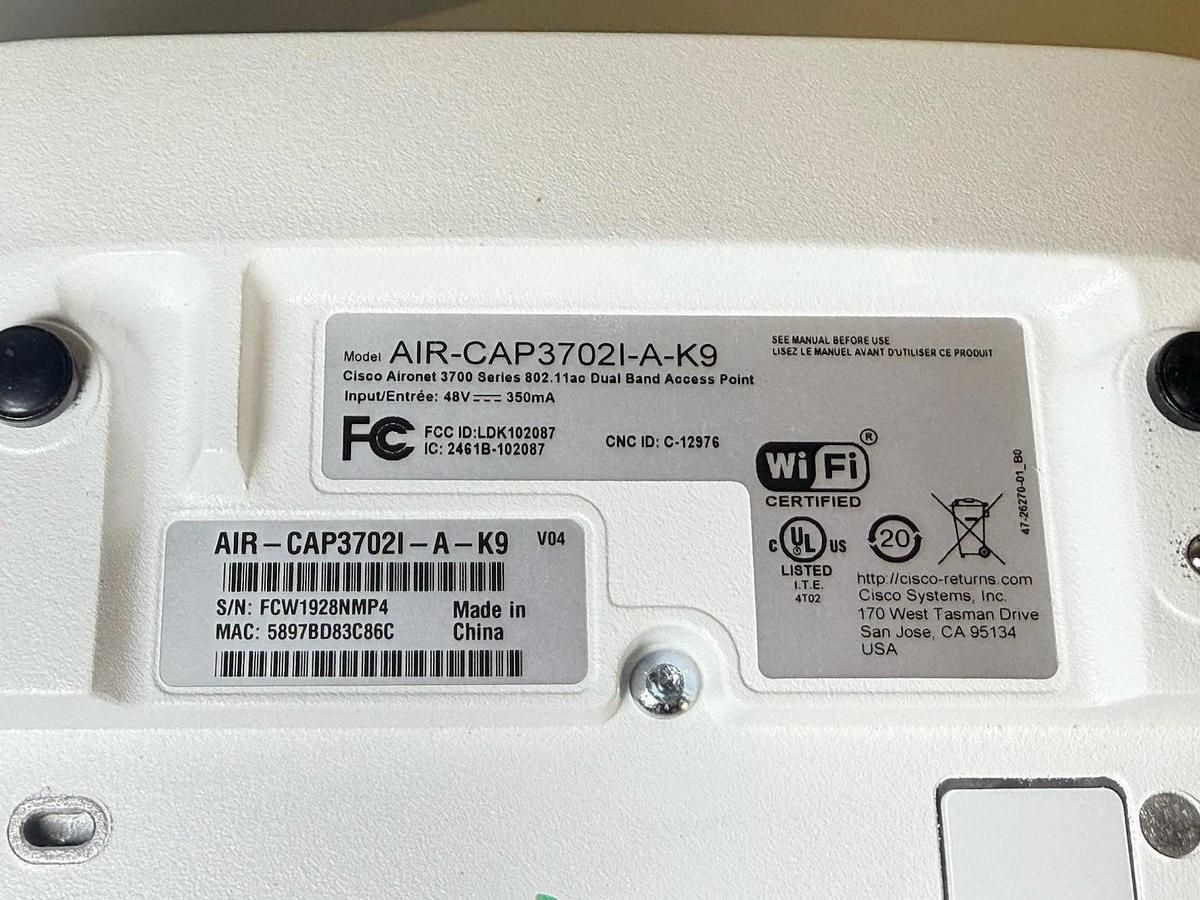 Model AIR-CAP3702I-A-K9
Cisco Aironet 3700 Series 802.11ac Dual Band Access Point
Input/Entrée: 48V 350mA
FC FCC ID:LDK102087
IC: 2461B-102087
CNC ID: C-12976
SEE MANUAL BEFORE USE
LISEZ LE MANUEL AVANT D'UTILISER CE PRODUIT
Wi Fi ®
CERTIFIED
47-26270-01_B0
C UL US
LISTED
I.T.E.
4T02
20
http://cisco-returns.com
Cisco Systems, Inc.
170 West Tasman Drive
San Jose, CA 95134
USA
AIR-CAP3702I-A-K9 V04
S/N: FCW1928NMP4
MAC: 5897BD83C86C
Made in
China